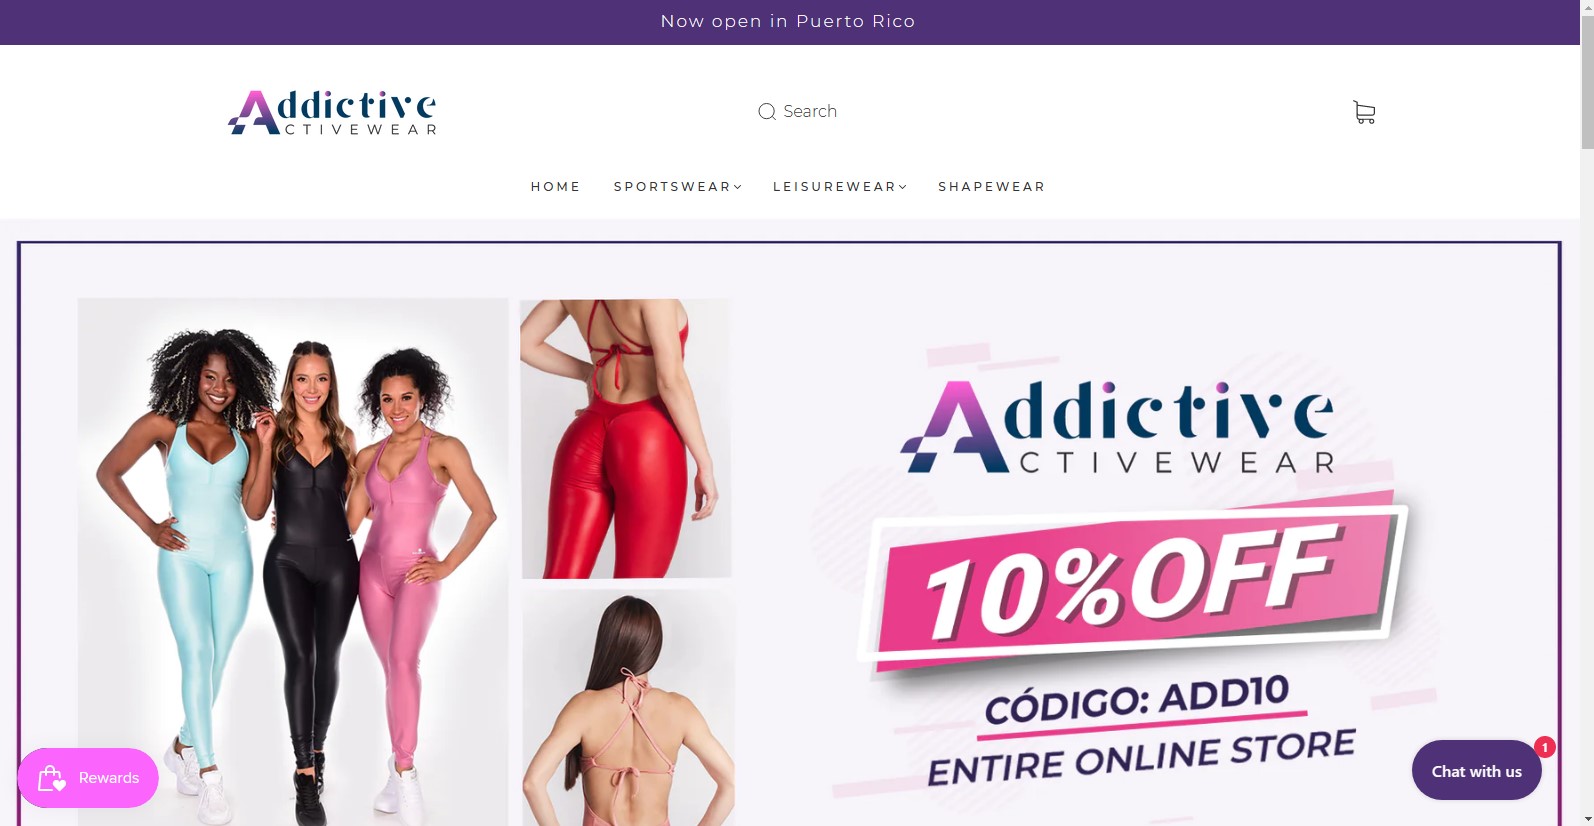 Now open in Puerto Rico
Addictive
ACTIVEWEAR
Search
HOME SPORTSWEAR LEISUREWEAR SHAPEWEAR
Addictive
ACTIVEWEAR
10%OFF
CÓDIGO: ADD10
ENTIRE ONLINE STORE
Rewards
1
Chat with us